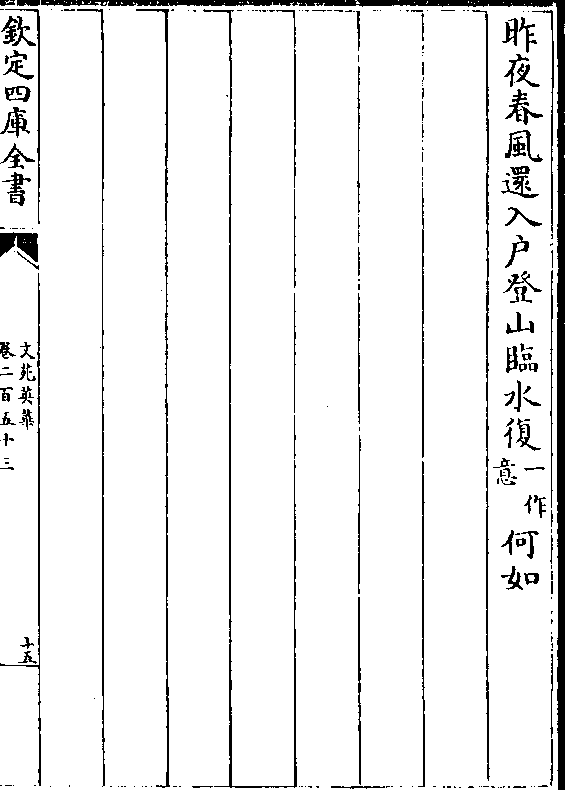 昨夜春風還入户登山臨水復一作意何如
欽定四庫全書
文苑英華
卷二百五十三
十五